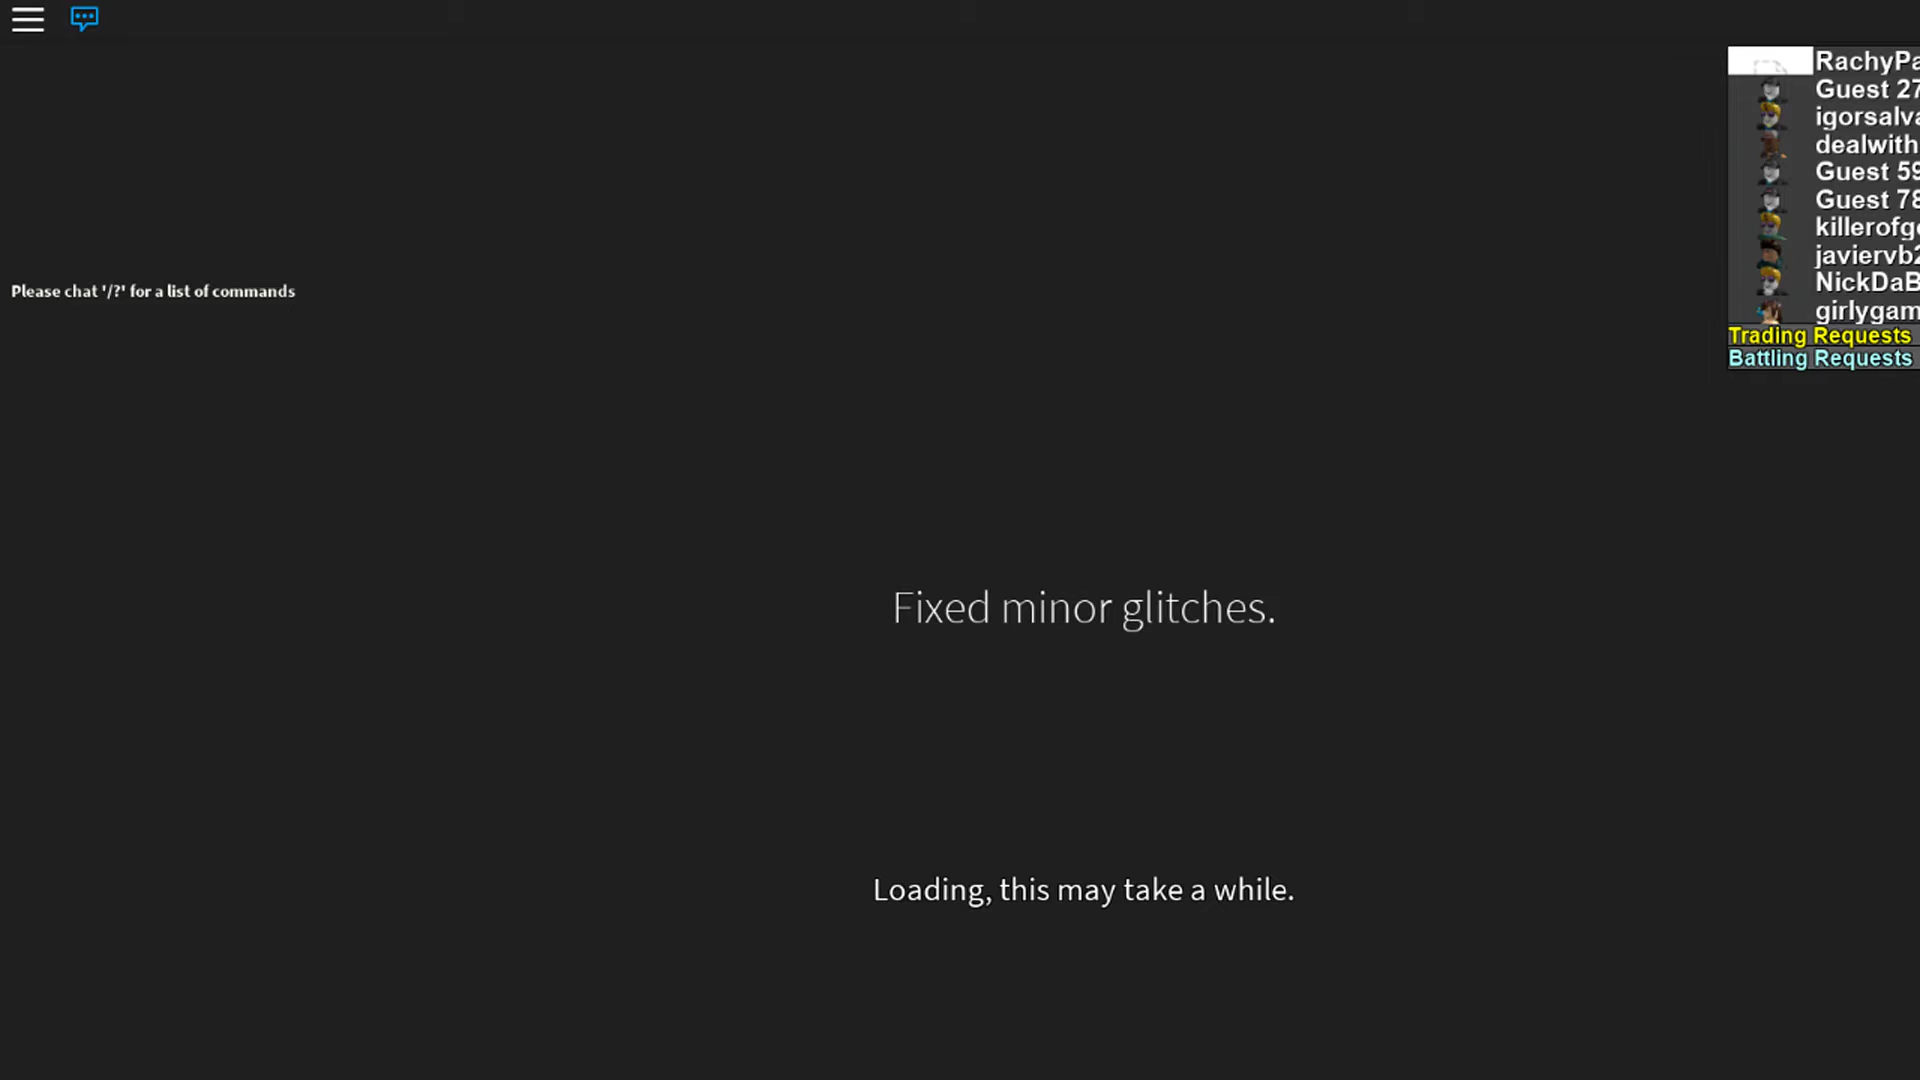 RachyPa
Guest 27
igorsalva
dealwith
Guest 59
Guest 78
killerofg
javiervb2
NickDaB
girlygam
Trading Requests
Battling Requests
Please chat '/?' for a list of commands
Fixed minor glitches.
Loading, this may take a while.